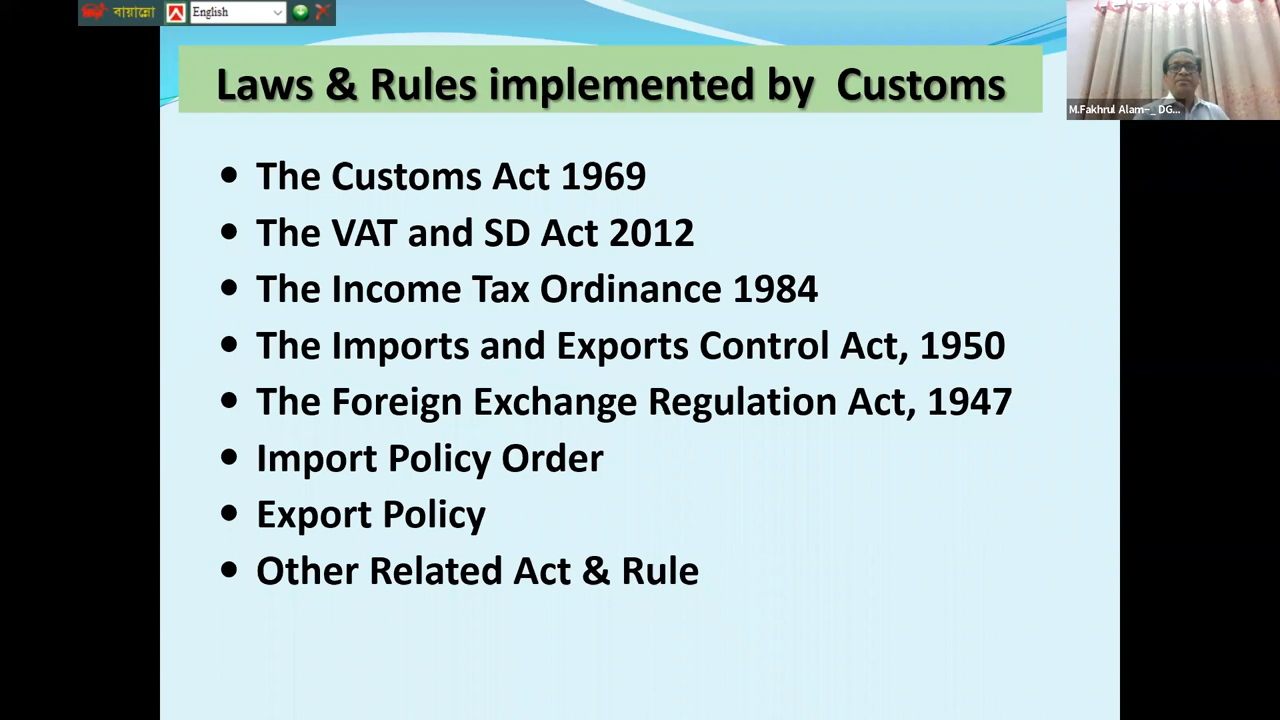 বায়ান্নো English
Laws & Rules implemented by Customs
M.Fakhrul Alam~_ DG...
• The Customs Act 1969
• The VAT and SD Act 2012
• The Income Tax Ordinance 1984
• The Imports and Exports Control Act, 1950
• The Foreign Exchange Regulation Act, 1947
• Import Policy Order
• Export Policy
• Other Related Act & Rule